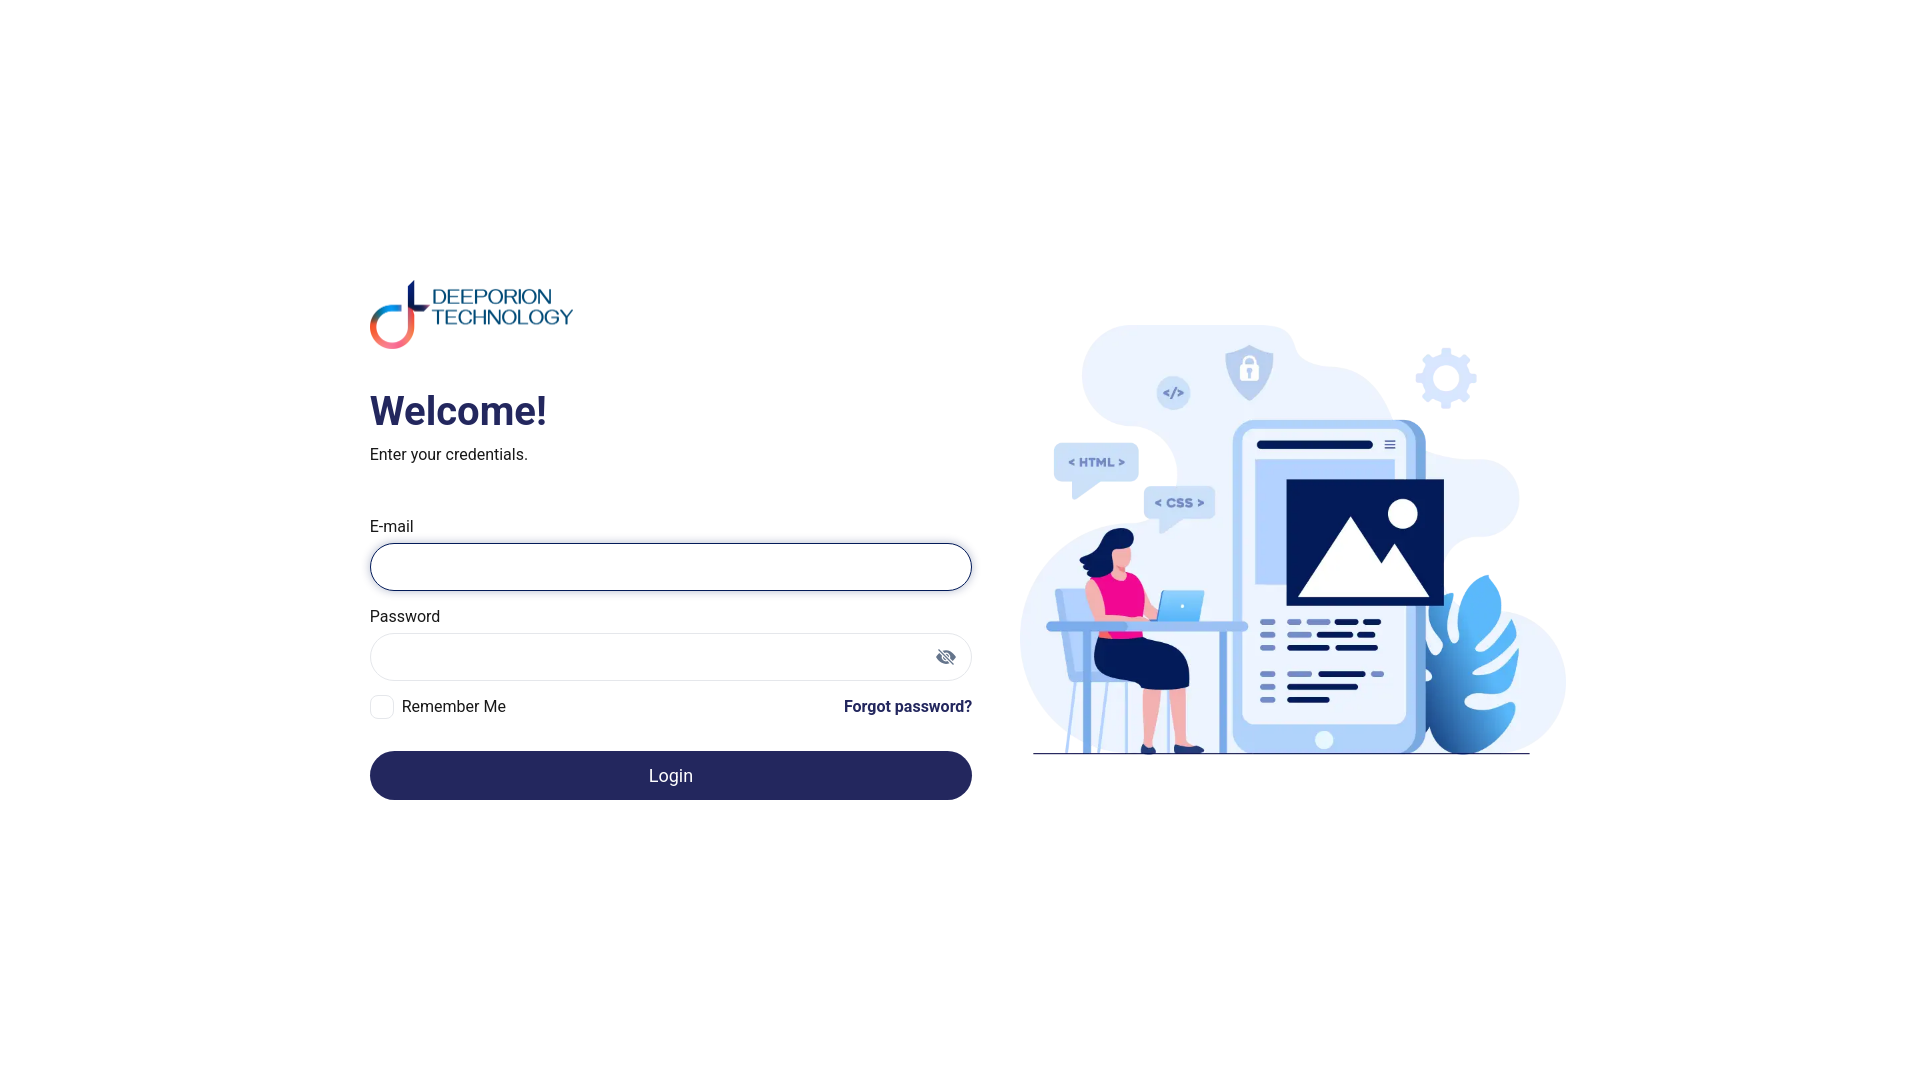 DEEPORION
TECHNOLOGY
Welcome!
Enter your credentials.
E-mail
Password
Remember Me
Forgot password?
Login
</>
< HTML >
< CSS >